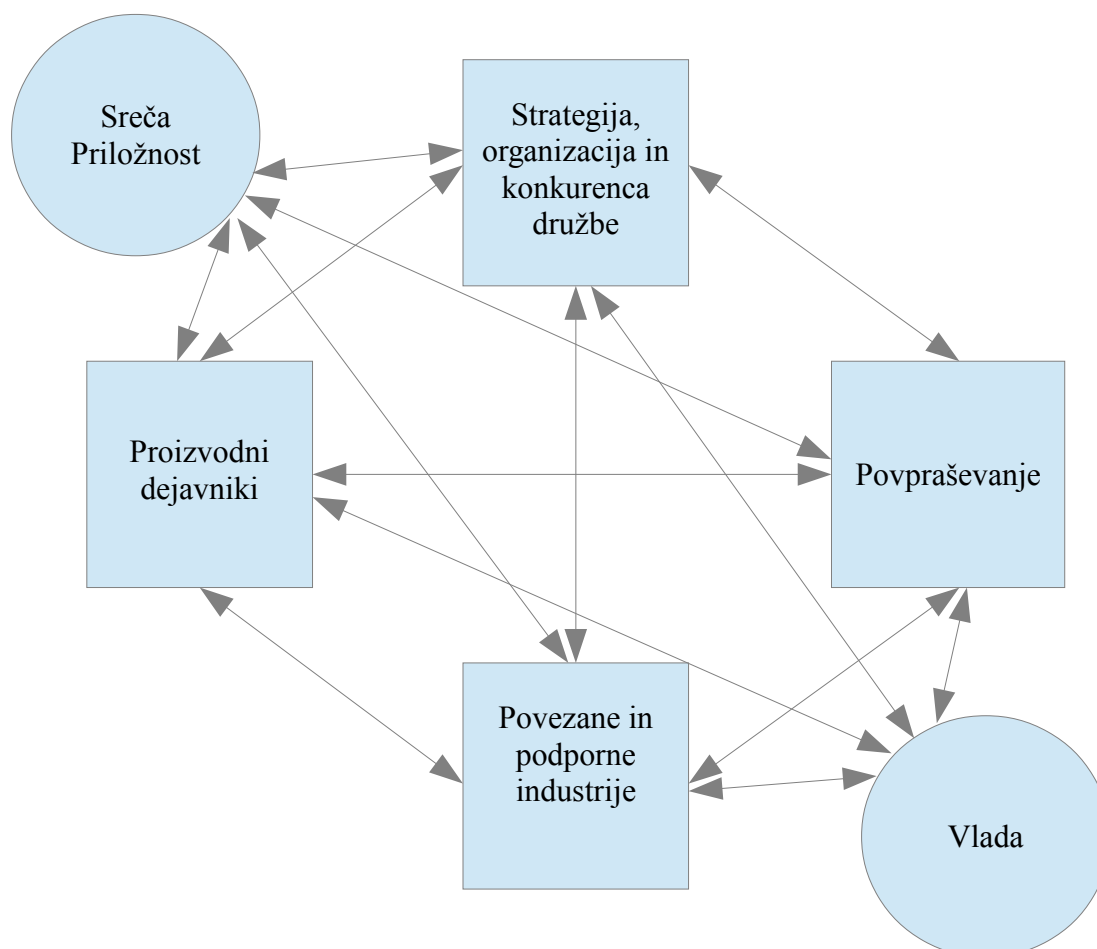 Sreča
Priložnost
Strategija,
organizacija in
konkurenca
družbe
Proizvodni
dejavniki
Povpraševanje
Povezane in
podporne
industrije
Vlada